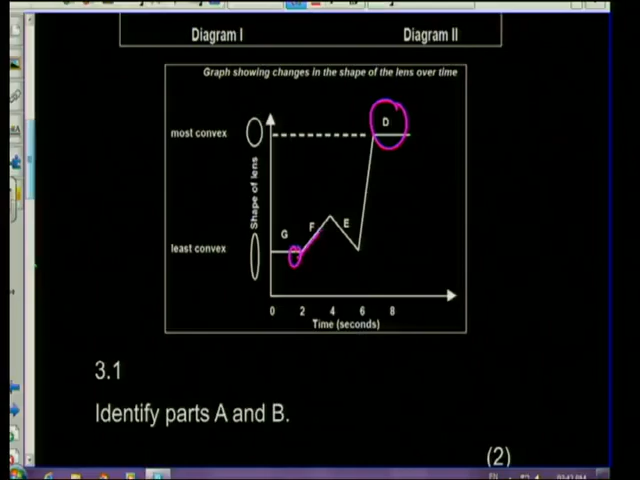 Diagram I
Diagram II
Graph showing changes in the shape of the lens over time
most convex
D
Shape of lens
G
F
E
least convex
0 2 4 6 8
Time (seconds)
3.1
Identify parts A and B.
(2)